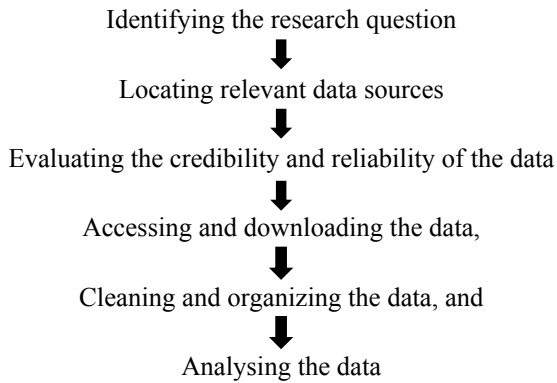 Identifying the research question
Locating relevant data sources
Evaluating the credibility and reliability of the data
Accessing and downloading the data,
Cleaning and organizing the data, and
Analysing the data